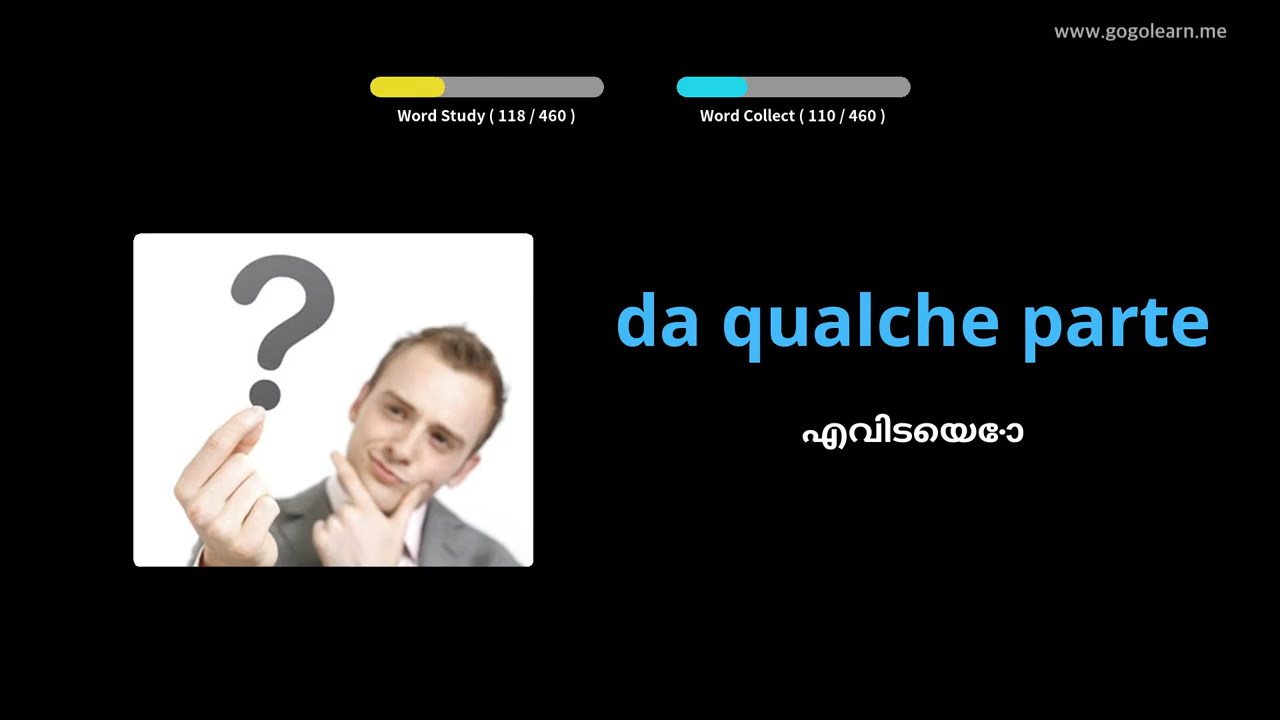 www.gogolearn.me
Word Study ( 118 / 460 )
Word Collect ( 110 / 460 )
da qualche parte
എവിടയെോ